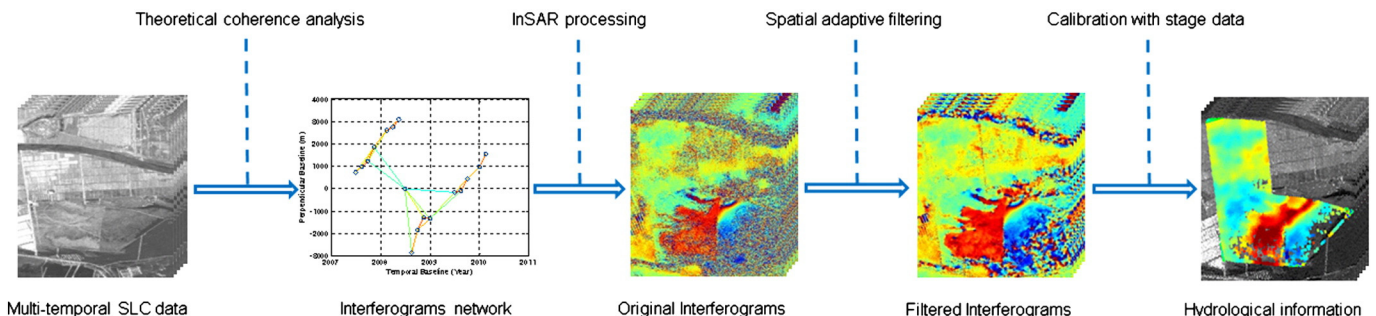 Theoretical coherence analysis
InSAR processing
Spatial adaptive filtering
Calibration with stage data
4000
3000
2000
1000
0
-1000
-2000
-3000
Perpendicular Baseline (m)
2007
2008
2009
2010
2011
Temporal Baseline (Year)
Multi-temporal SLC data
Interferograms network
Original Interferograms
Filtered Interferograms
Hydrological information